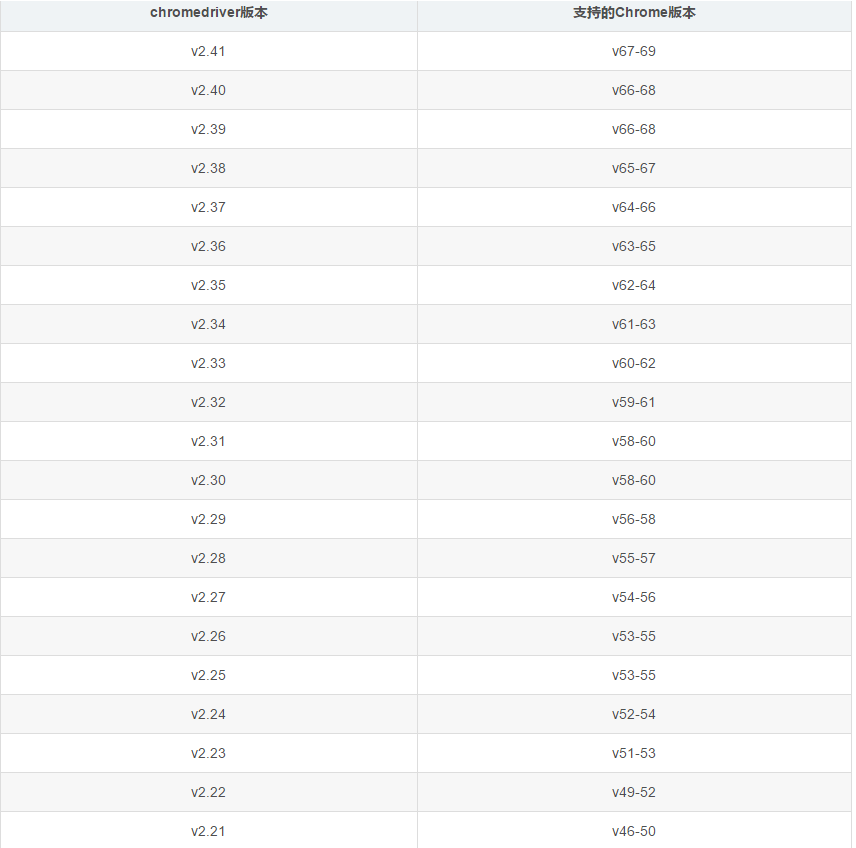 chromedriver版本 支持的Chrome版本
v2.41 v67-69
v2.40 v66-68
v2.39 v66-68
v2.38 v65-67
v2.37 v64-66
v2.36 v63-65
v2.35 v62-64
v2.34 v61-63
v2.33 v60-62
v2.32 v59-61
v2.31 v58-60
v2.30 v58-60
v2.29 v56-58
v2.28 v55-57
v2.27 v54-56
v2.26 v53-55
v2.25 v53-55
v2.24 v52-54
v2.23 v51-53
v2.22 v49-52
v2.21 v46-50